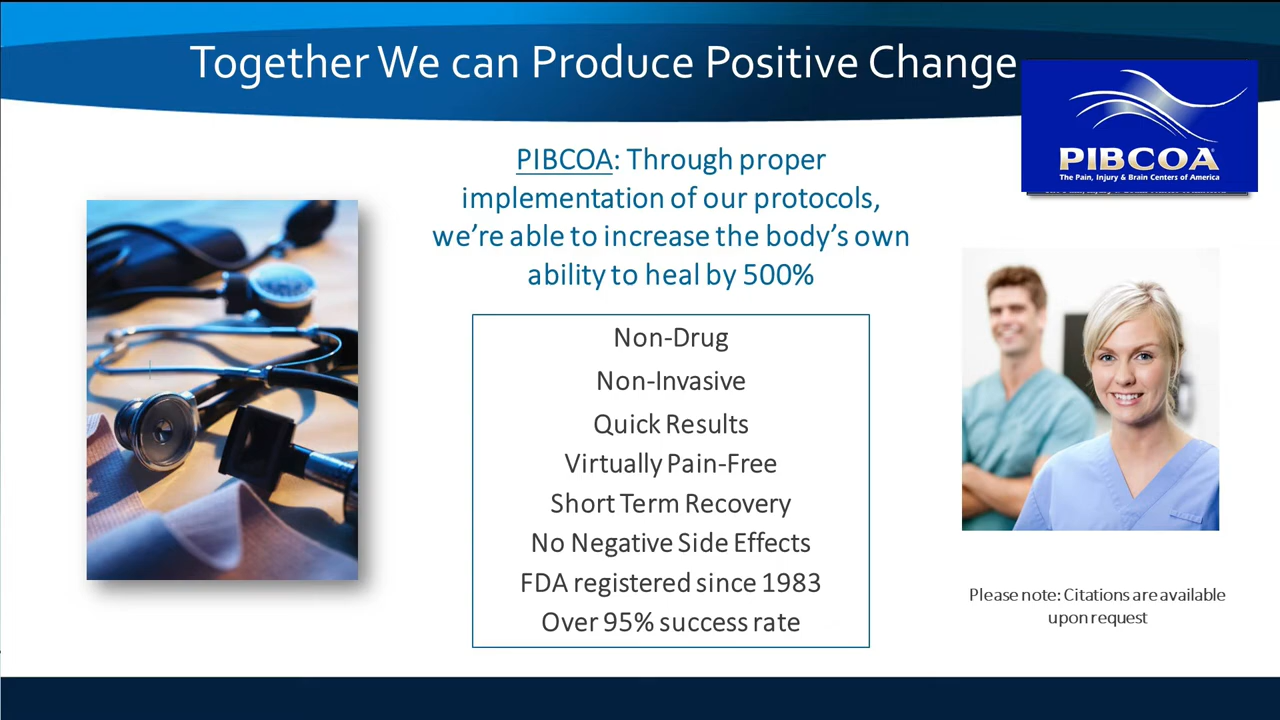 Together We can Produce Positive Change
PIBCOA
The Pain, Injury & Brain Centers of America
PIBCOA: Through proper
implementation of our protocols,
we're able to increase the body's own
ability to heal by 500%
Non-Drug
Non-Invasive
Quick Results
Virtually Pain-Free
Short Term Recovery
No Negative Side Effects
FDA registered since 1983
Over 95% success rate
Please note: Citations are available
upon request